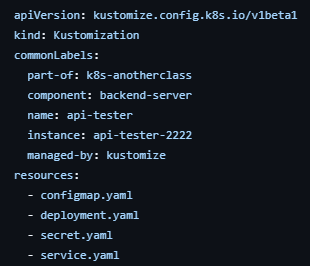 apiVersion: kustomize.config.k8s.io/v1beta1
kind: Kustomization
commonLabels:
  part-of: k8s-anotherclass
  component: backend-server
  name: api-tester
  instance: api-tester-2222
  managed-by: kustomize
resources:
  - configmap.yaml
  - deployment.yaml
  - secret.yaml
  - service.yaml